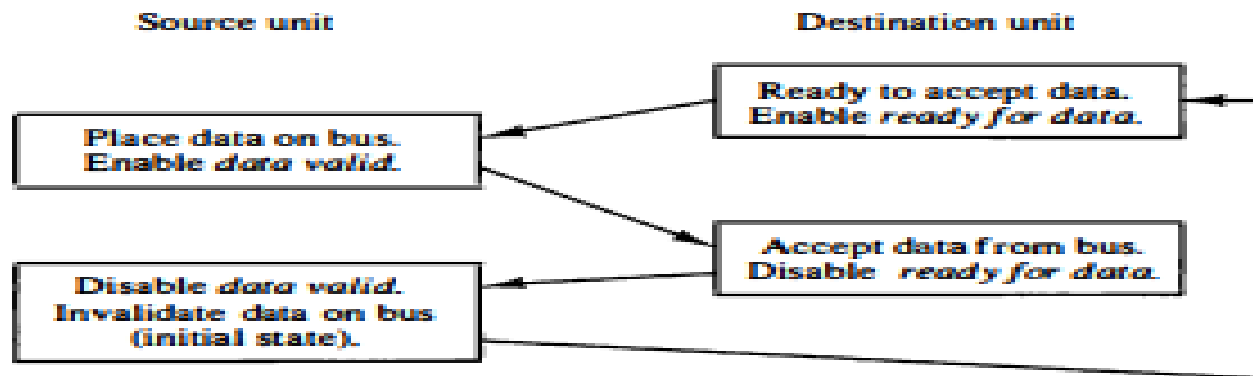 Source unit
Destination unit
Ready to accept data.
Enable ready for data.
Place data on bus.
Enable data valid.
Accept data from bus.
Disable ready for data.
Disable data valid.
Invalidate data on bus
(initial state).